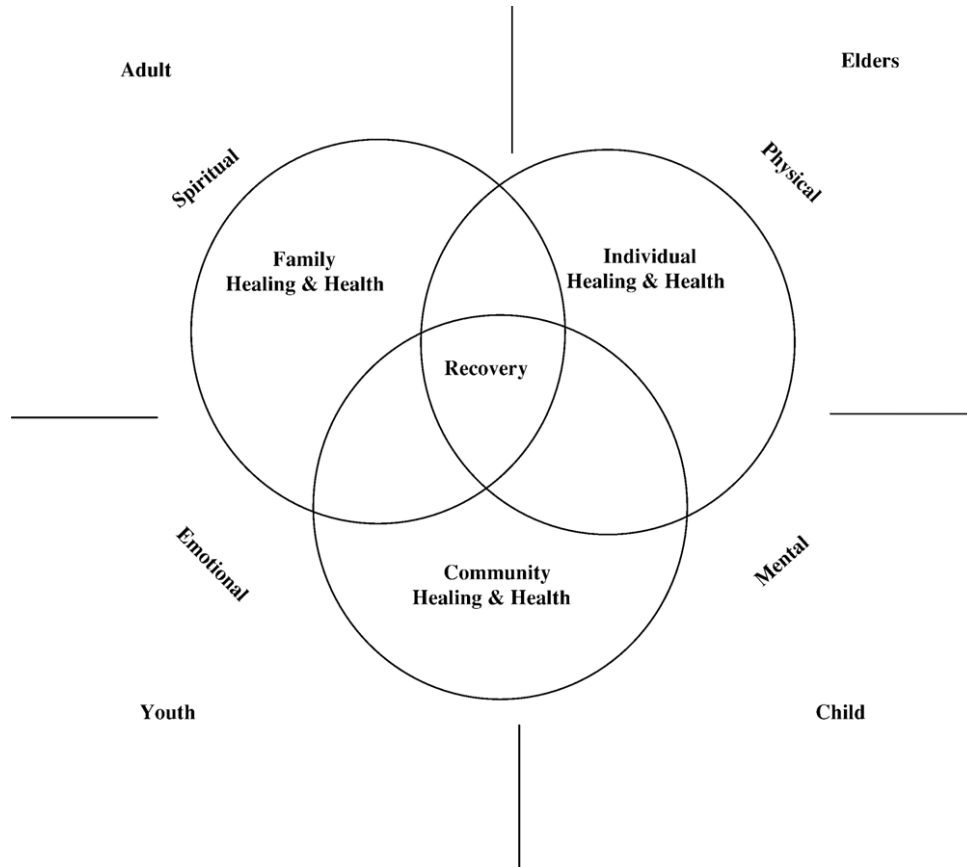 Adult
Elders
Spiritual
Physical
Family
Healing & Health
Individual
Healing & Health
Recovery
Emotional
Mental
Community
Healing & Health
Youth
Child